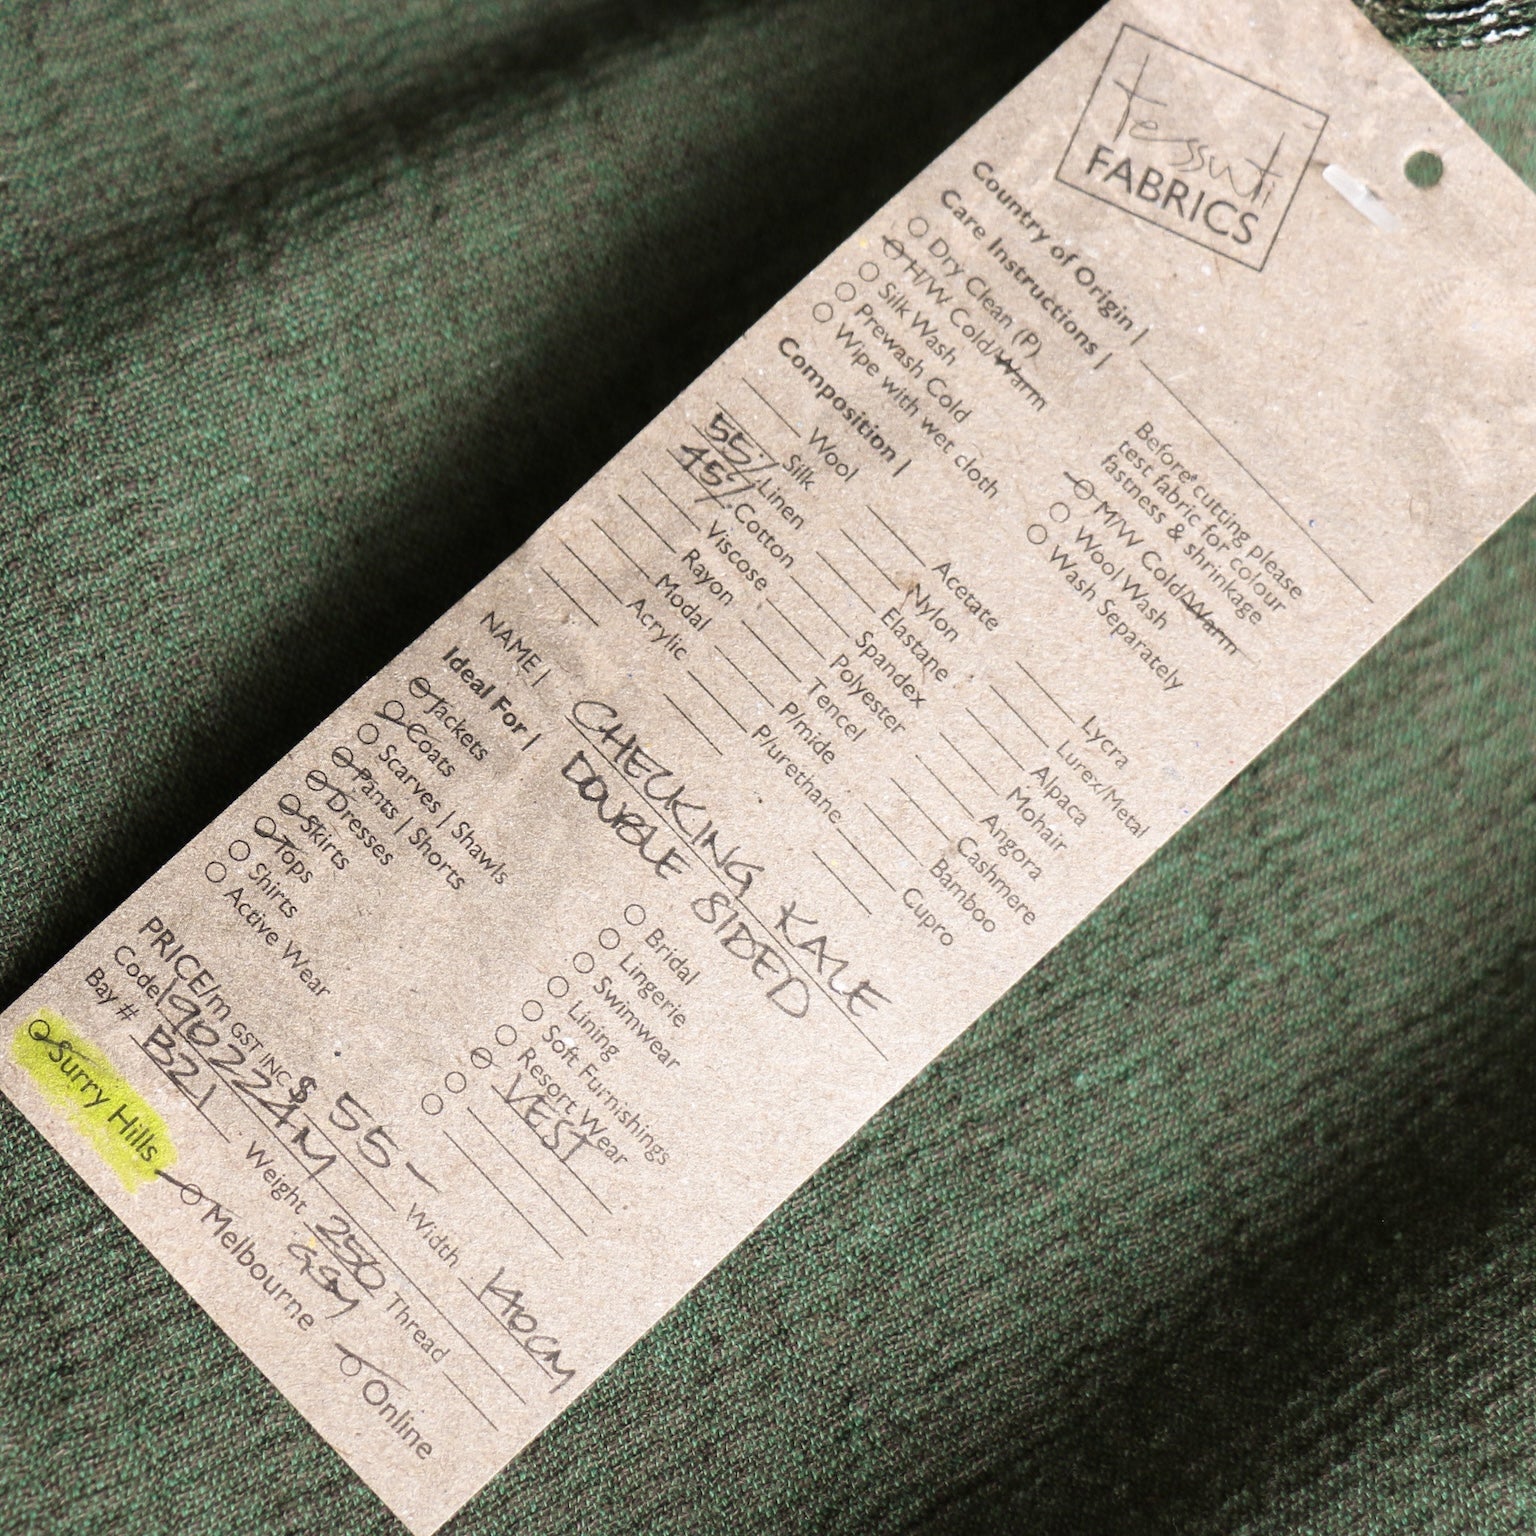 tessuti
FABRICS
Country of Origin |
Care Instructions |
Dry Clean (P)
H/W Cold/Warm
Silk Wash
Prewash Cold
Wipe with wet cloth
Before cutting please
test fabric for colour
fastness & shrinkage
M/W Cold/Warm
Wool Wash
Wash Separately
Composition |
Wool
Silk
55% Linen
45% Cotton
Viscose
Rayon
Modal
Acrylic
Acetate
Nylon
Elastane
Spandex
Polyester
Tencel
P/mide
P/urethane
Lycra
Lurex/Metal
Alpaca
Mohair
Angora
Cashmere
Bamboo
Cupro
NAME | CHECKING KALE
DOUBLE SIDED
Ideal For |
Jackets
Coats
Scarves | Shawls
Pants | Shorts
Dresses
Skirts
Tops
Shirts
Active Wear
Bridal
Lingerie
Swimwear
Lining
Soft Furnishings
Resort Wear
VEST
PRICE/m GST INC $ 55- Width 140CM
Code 190224M Weight 250 GSM Thread
Bay # B21
Surry Hills Melbourne Online